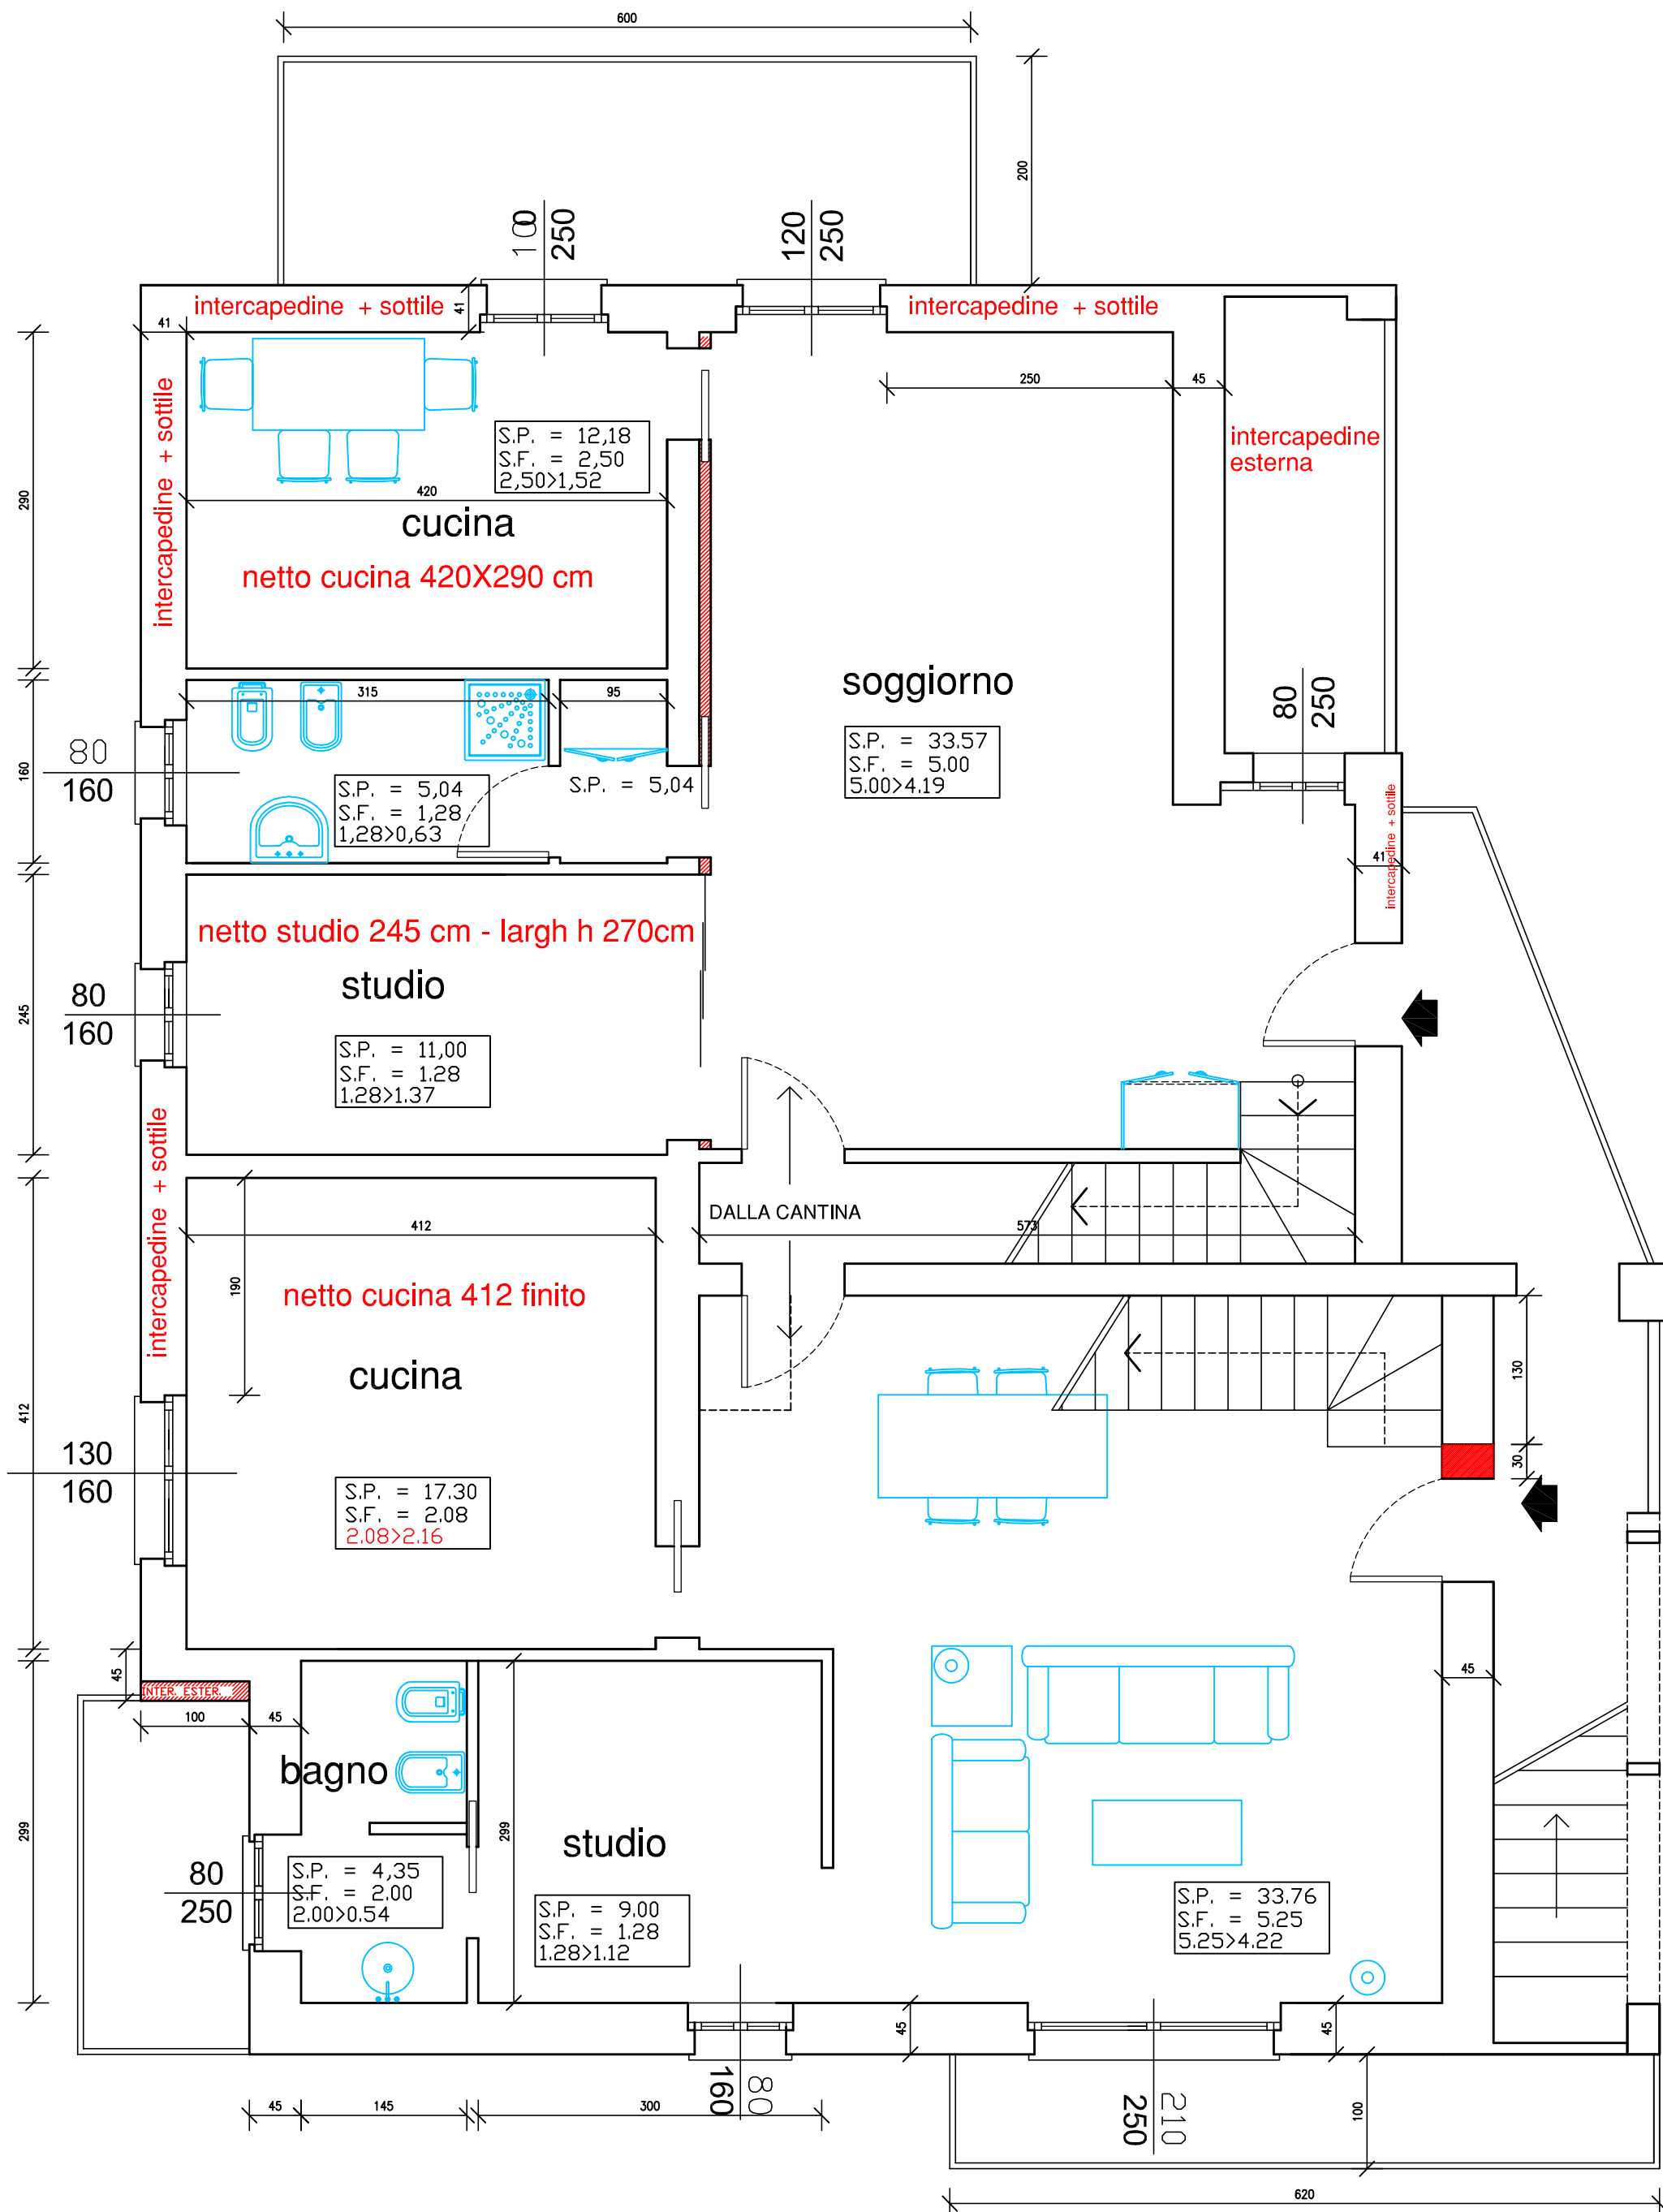 600
200
100
250
120
250
intercapedine + sottile
41
intercapedine + sottile
41
intercapedine + sottile
290
S.P. = 12,18
S.F. = 2,50
2,50>1,52
420
cucina
netto cucina 420X290 cm
250
45
intercapedine
esterna
soggiorno
S.P. = 33.57
S.F. = 5.00
5.00>4.19
80
250
315
95
160
80
160
S.P. = 5,04
S.F. = 1,28
1,28>0,63
S.P. = 5,04
intercapedine + sottile
41
netto studio 245 cm - largh h 270cm
studio
245
80
160
S.P. = 11,00
S.F. = 1.28
1.28>1.37
intercapedine + sottile
DALLA CANTINA
412
573
190
netto cucina 412 finito
cucina
412
130
160
S.P. = 17.30
S.F. = 2.08
2.08>2.16
130
30
45
INTER. ESTER.
100
45
45
bagno
299
299
studio
80
250
S.P. = 4,35
S.F. = 2.00
2.00>0.54
S.P. = 9.00
S.F. = 1.28
1.28>1.12
S.P. = 33.76
S.F. = 5.25
5.25>4.22
45
45
80
160
210
250
45
145
300
100
620